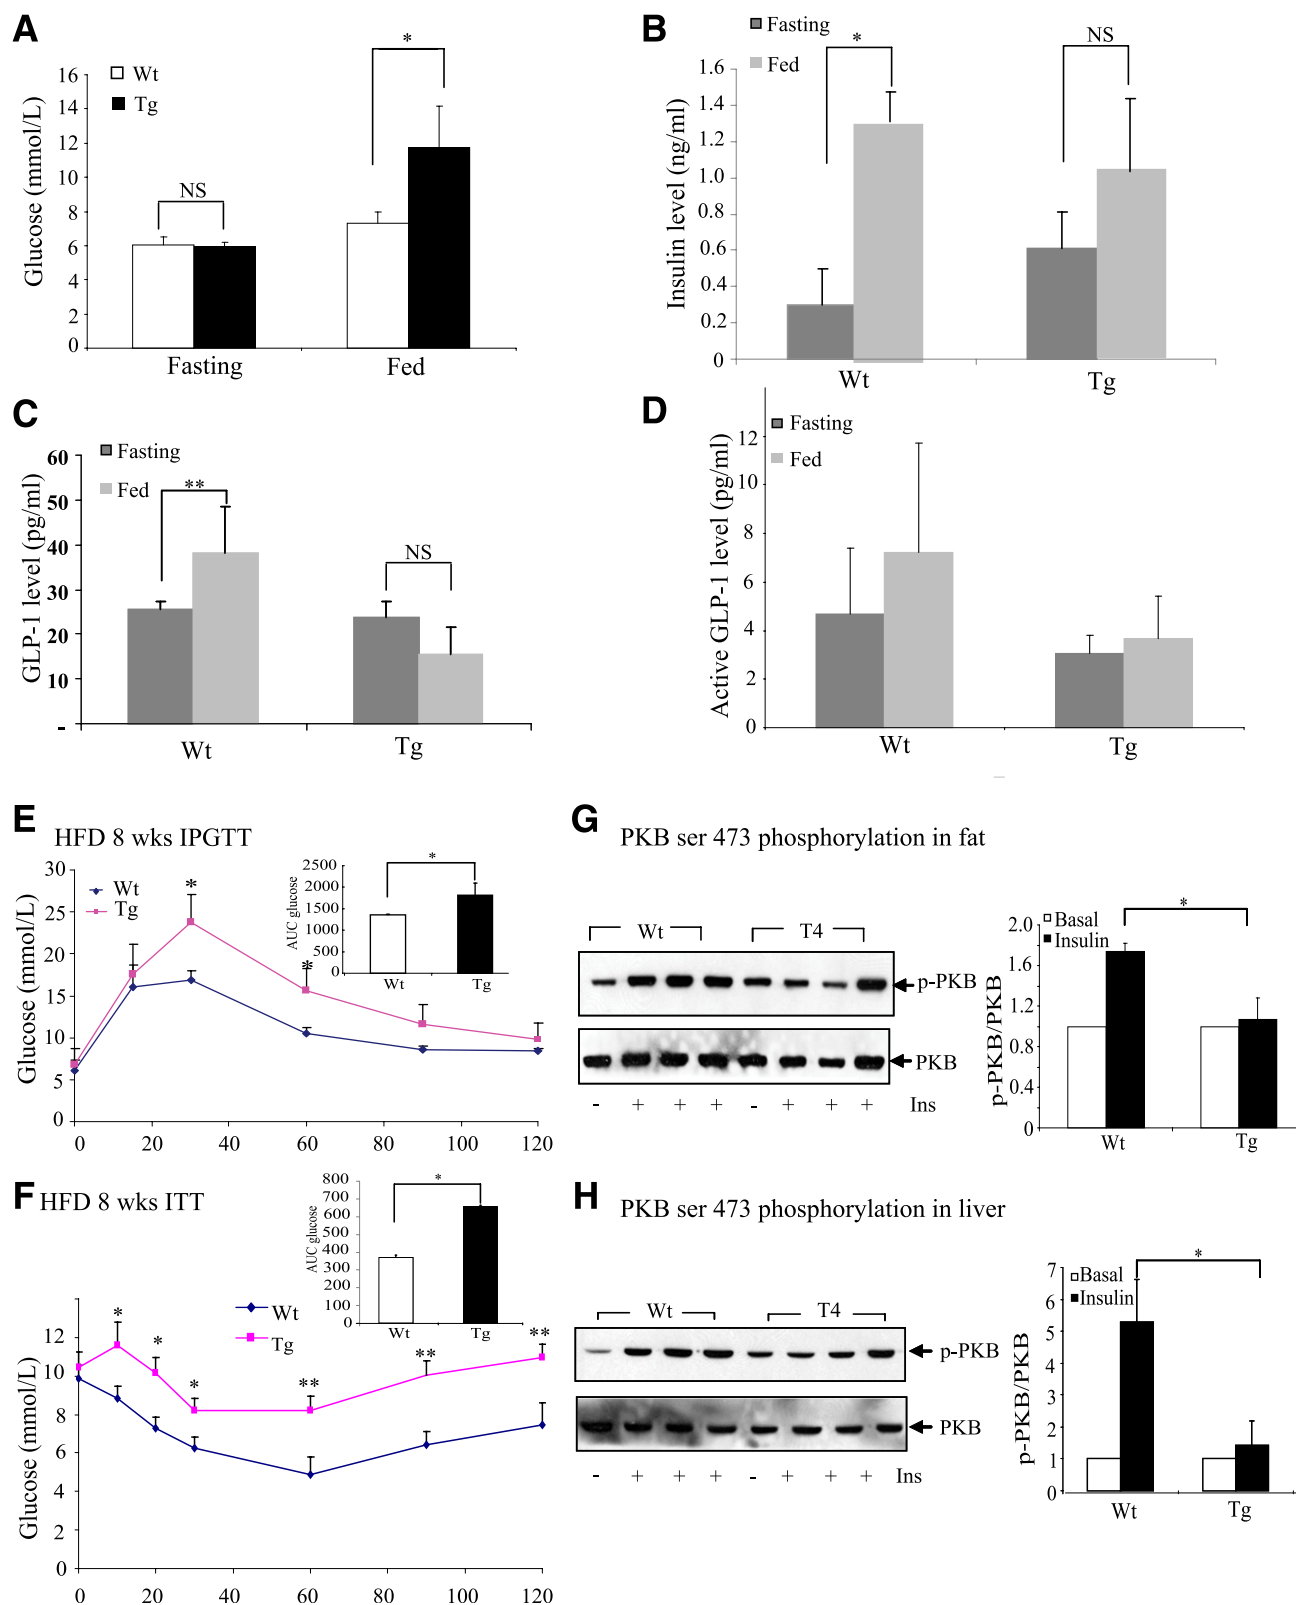 A
Glucose (mmol/L)
16
14
12
10
8
6
4
2
0
Wt
Tg
NS
*
Fasting
Fed
B
Insulin level (ng/ml)
Fasting
Fed
1.6
1.4
1.2
1.0
0.8
0.6
0.4
0.2
0
*
NS
Wt
Tg
C
GLP-1 level (pg/ml)
Fasting
Fed
60
50
40
30
20
10
-
**
NS
Wt
Tg
D
Active GLP-1 level (pg/ml)
Fasting
Fed
12
10
8
6
4
2
0
Wt
Tg
E
HFD 8 wks IPGTT
Glucose (mmol/L)
30
25
20
15
10
5
0
Wt
Tg
*
*
0 20 40 60 80 100 120
AUC glucose
2500
2000
1500
1000
500
0
*
Wt Tg
F
HFD 8 wks ITT
Glucose (mmol/L)
12
10
8
6
4
2
0
Wt
Tg
* * * ** ** **
0 20 40 60 80 100 120
AUC glucose
800
700
600
500
400
300
200
100
0
*
Wt Tg
G
PKB ser 473 phosphorylation in fat
Wt T4
p-PKB
PKB
- + + + - + + + Ins
p-PKB/PKB
Basal
Insulin
2.0
1.6
1.2
0.8
0.4
0
*
Wt Tg
H
PKB ser 473 phosphorylation in liver
Wt T4
p-PKB
PKB
- + + + - + + + Ins
p-PKB/PKB
Basal
Insulin
7
6
5
4
3
2
1
0
*
Wt Tg